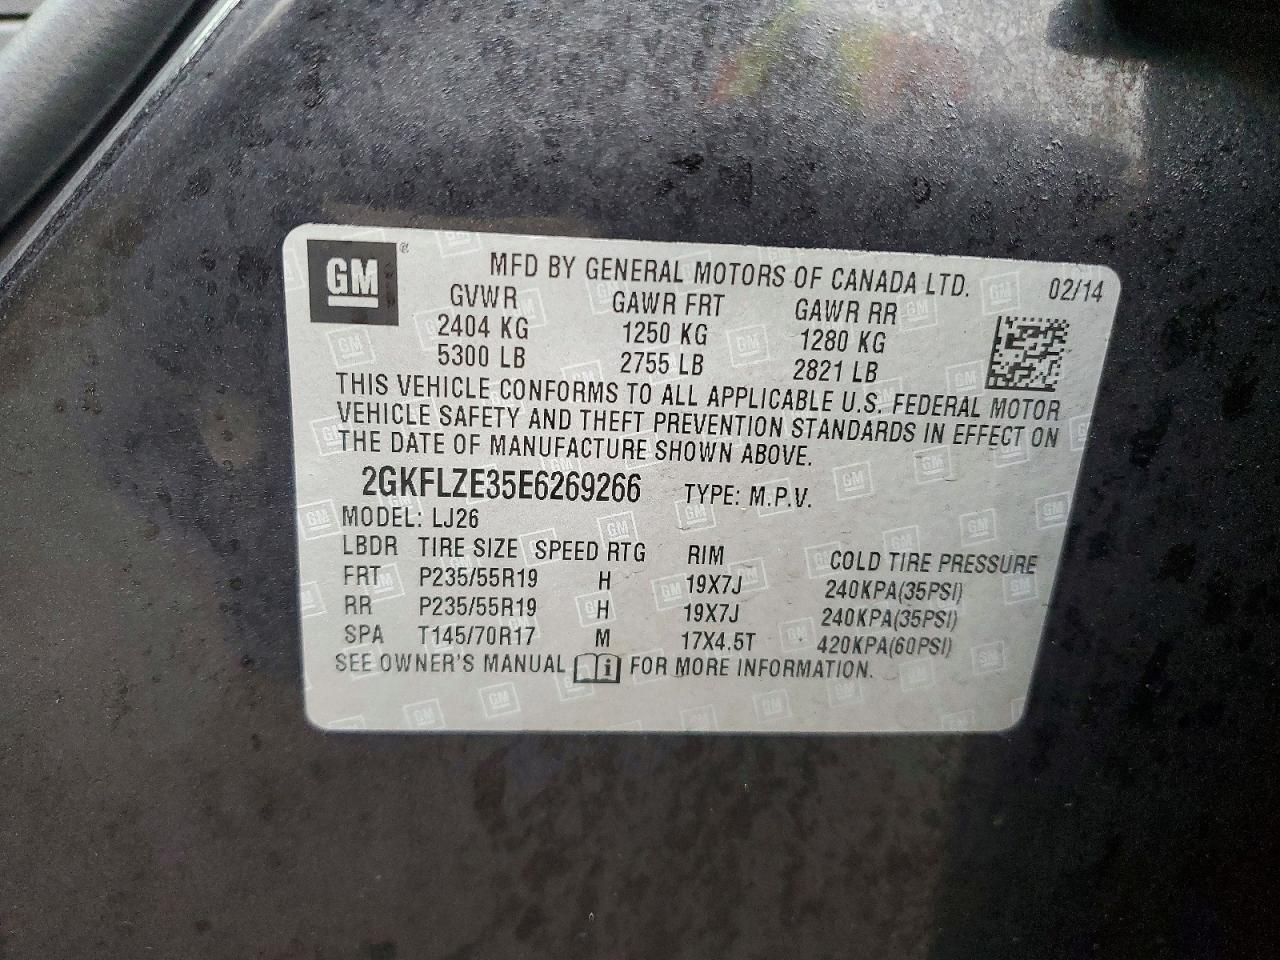 GM ®
MFD BY GENERAL MOTORS OF CANADA LTD. 02/14
GVWR GAWR FRT GAWR RR
2404 KG 1250 KG 1280 KG
5300 LB 2755 LB 2821 LB
THIS VEHICLE CONFORMS TO ALL APPLICABLE U.S. FEDERAL MOTOR
VEHICLE SAFETY AND THEFT PREVENTION STANDARDS IN EFFECT ON
THE DATE OF MANUFACTURE SHOWN ABOVE.
2GKFLZE35E6269266 TYPE: M.P.V.
MODEL: LJ26
LBDR TIRE SIZE SPEED RTG RIM COLD TIRE PRESSURE
FRT P235/55R19 H 19X7J 240KPA(35PSI)
RR P235/55R19 H 19X7J 240KPA(35PSI)
SPA T145/70R17 M 17X4.5T 420KPA(60PSI)
SEE OWNER'S MANUAL i FOR MORE INFORMATION.